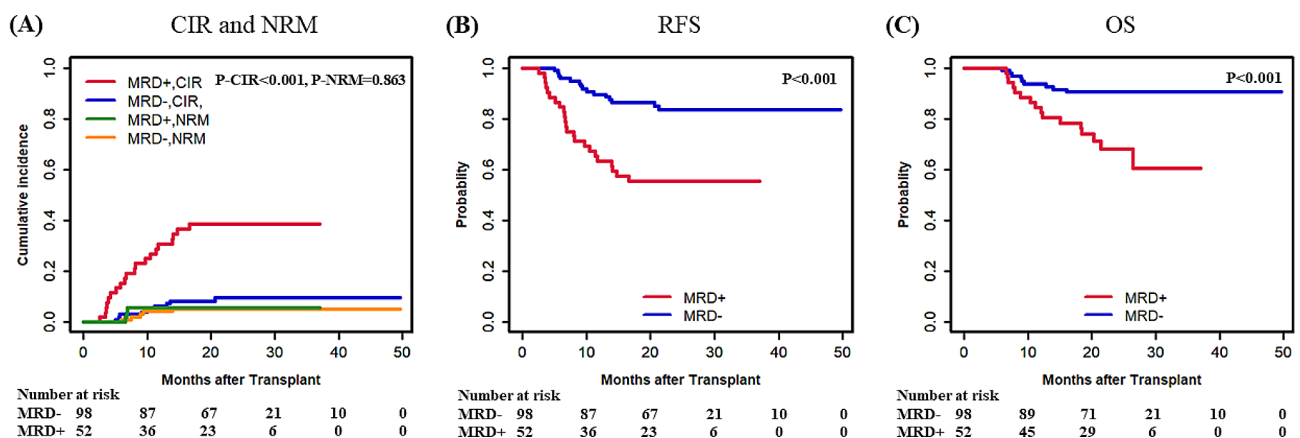 (A) CIR and NRM
1.0
0.8
0.6
0.4
0.2
0.0
Cumulative incidence
MRD+,CIR
MRD-,CIR,
MRD+,NRM
MRD-,NRM
P-CIR<0.001, P-NRM=0.863
0 10 20 30 40 50
Months after Transplant
Number at risk
MRD- 98 87 67 21 10 0
MRD+ 52 36 23 6 0 0
(B) RFS
1.0
0.8
0.6
0.4
0.2
0.0
Probablity
P<0.001
MRD+
MRD-
0 10 20 30 40 50
Months after Transplant
Number at risk
MRD- 98 87 67 21 10 0
MRD+ 52 36 23 6 0 0
(C) OS
1.0
0.8
0.6
0.4
0.2
0.0
Probablity
P<0.001
MRD+
MRD-
0 10 20 30 40 50
Months after Transplant
Number at risk
MRD- 98 89 71 21 10 0
MRD+ 52 45 29 6 0 0